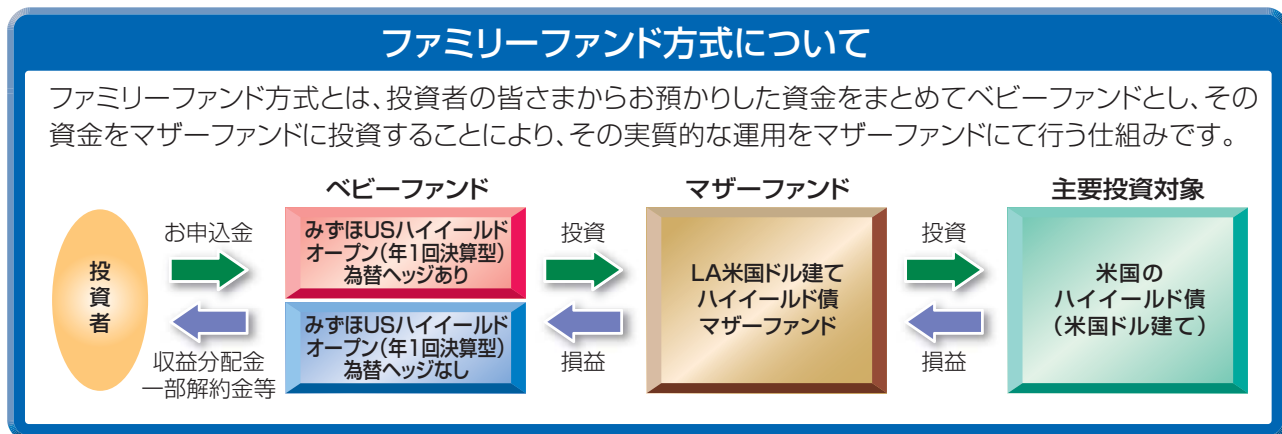 ファミリーファンド方式について
ファミリーファンド方式とは、投資者の皆さまからお預かりした資金をまとめてベビーファンドとし、その
資金をマザーファンドに投資することにより、その実質的な運用をマザーファンドにて行う仕組みです。
ベビーファンド
マザーファンド
主要投資対象
投資者
お申込金
収益分配金
一部解約金等
みずほUSハイイールド
オープン(年1回決算型)
為替ヘッジあり
みずほUSハイイールド
オープン(年1回決算型)
為替ヘッジなし
投資
損益
LA米国ドル建て
ハイイールド債
マザーファンド
投資
損益
米国の
ハイイールド債
(米国ドル建て)